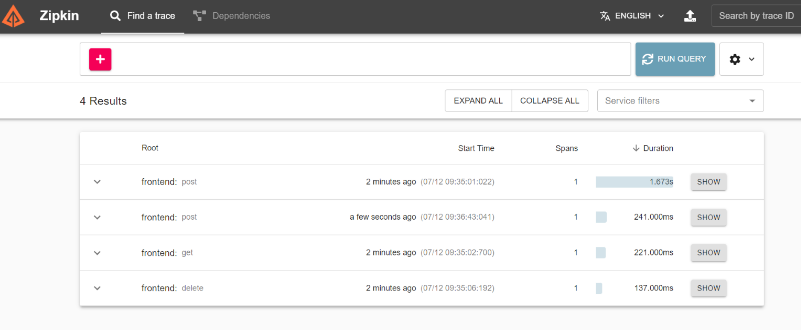 Zipkin Find a trace Dependencies ENGLISH Search by trace ID
+ RUN QUERY
4 Results EXPAND ALL COLLAPSE ALL Service filters
Root Start Time Spans Duration
frontend: post 2 minutes ago (07/12 09:35:01:022) 1 1.673s SHOW
frontend: post a few seconds ago (07/12 09:36:43:041) 1 241.000ms SHOW
frontend: get 2 minutes ago (07/12 09:35:02:700) 1 221.000ms SHOW
frontend: delete 2 minutes ago (07/12 09:35:06:192) 1 137.000ms SHOW